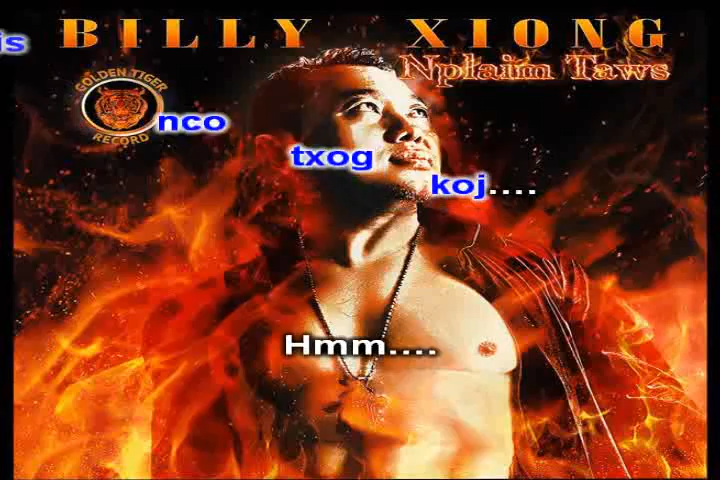 BILLY XIONG
is
Nplaim Taws
GOLDEN TIGER
RECORD
nco
txog
koj....
Hmm....